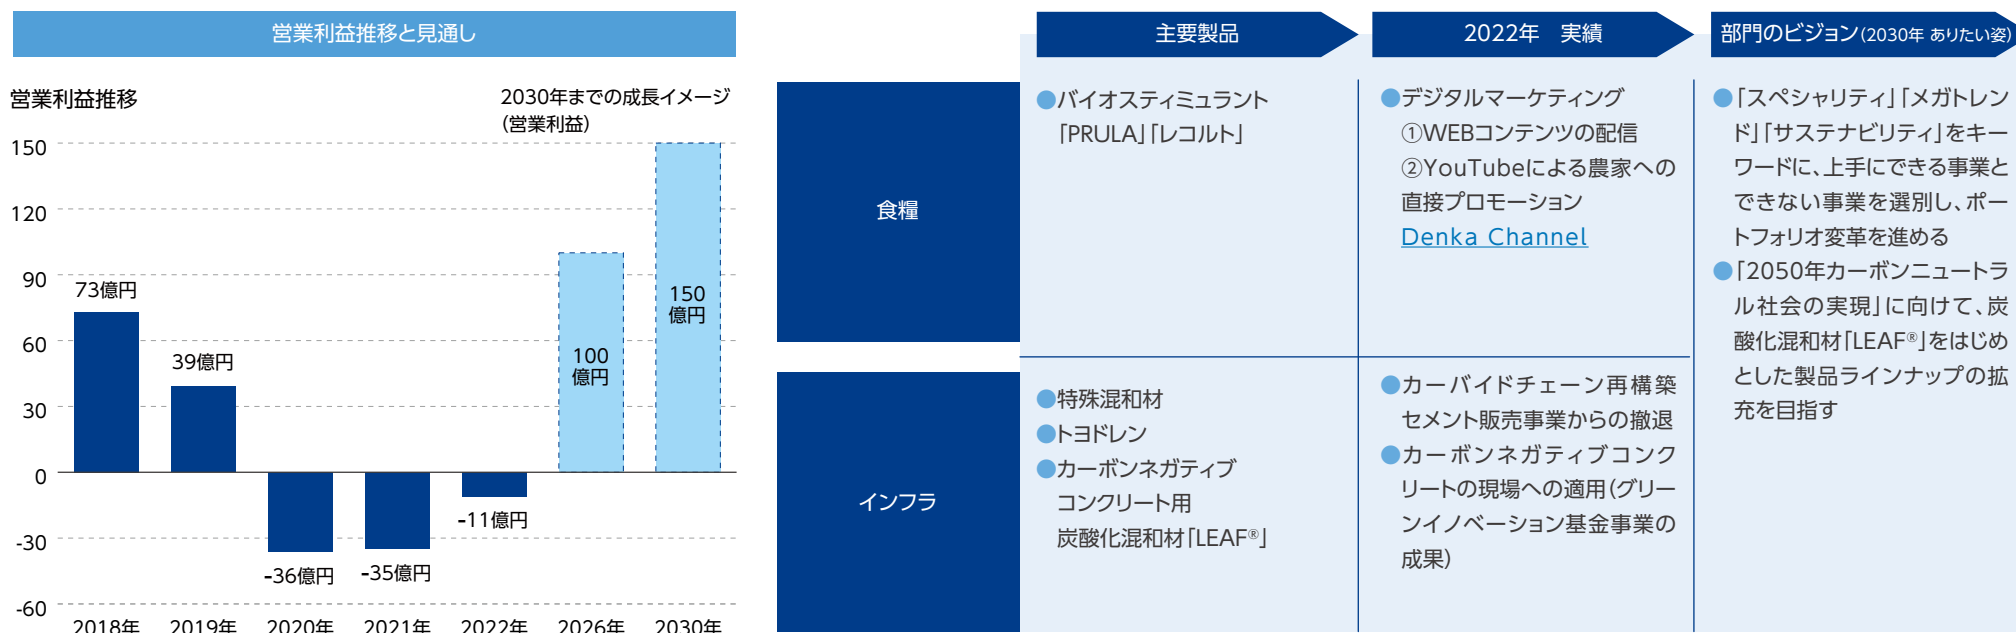 営業利益推移と見通し
営業利益推移
2030年までの成長イメージ
(営業利益)
150
120
90
60
30
0
-30
-60
73億円
39億円
-36億円
-35億円
-11億円
100
億円
150
億円
2018年
2019年
2020年
2021年
2022年
2026年
2030年
主要製品
2022年 実績
部門のビジョン(2030年 ありたい姿)
食糧
●バイオスティミュラント
「PRULA」「レコルト」
●デジタルマーケティング
①WEBコンテンツの配信
②YouTubeによる農家への
直接プロモーション
Denka Channel
●「スペシャリティ」「メガトレン
ド」「サステナビリティ」をキー
ワードに、上手にできる事業と
できない事業を選別し、ポー
トフォリオ変革を進める
●「2050年カーボンニュートラ
ル社会の実現」に向けて、炭
酸化混和材「LEAF®」をはじめ
とした製品ラインナップの拡
充を目指す
インフラ
●特殊混和材
●トヨドレン
●カーボンネガティブ
コンクリート用
炭酸化混和材「LEAF®」
●カーバイドチェーン再構築
セメント販売事業からの撤退
●カーボンネガティブコンク
リートの現場への適用(グリー
ンイノベーション基金事業の
成果)